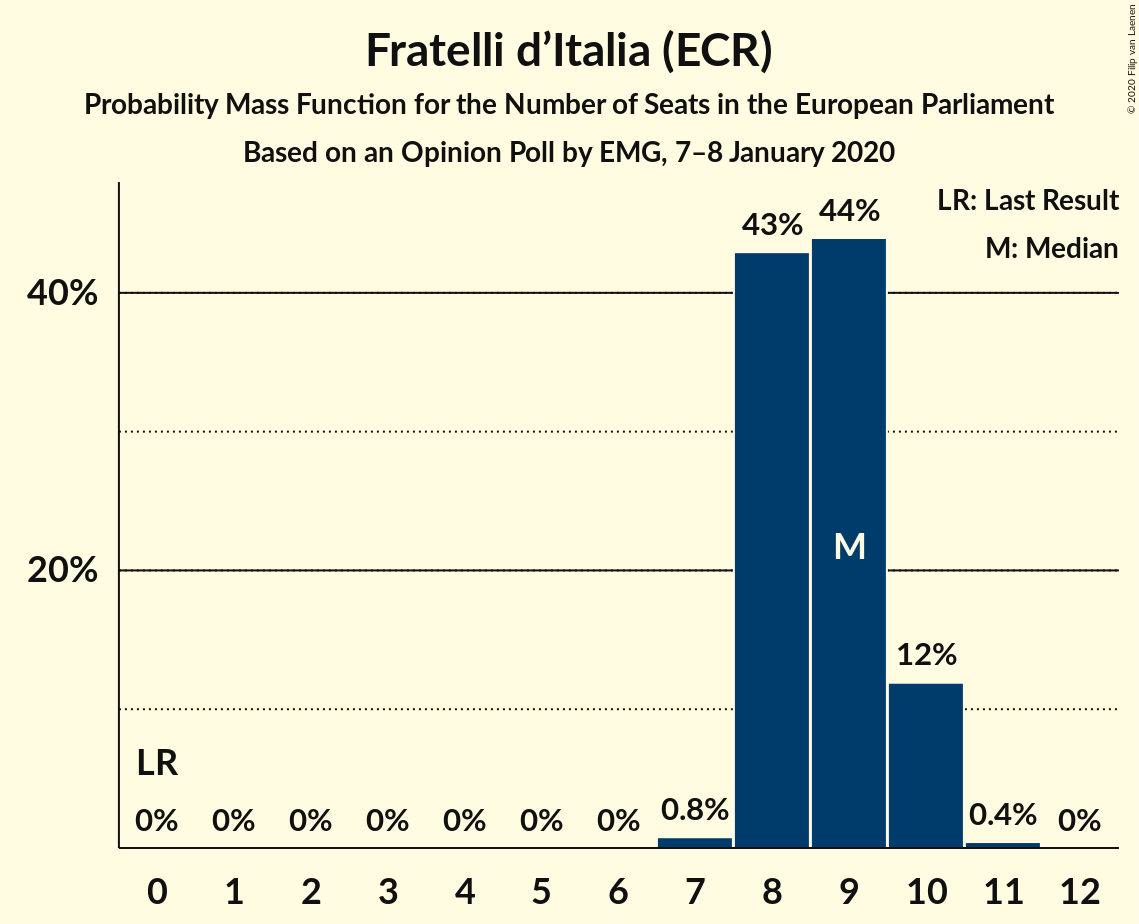 Fratelli d’Italia (ECR)
Probability Mass Function for the Number of Seats in the European Parliament
Based on an Opinion Poll by EMG, 7–8 January 2020
© 2020 Filip van Laenen
LR: Last Result
M: Median
43%
44%
40%
M
20%
12%
LR
0%
0%
0%
0%
0%
0%
0%
0.8%
0.4%
0%
0 1 2 3 4 5 6 7 8 9 10 11 12